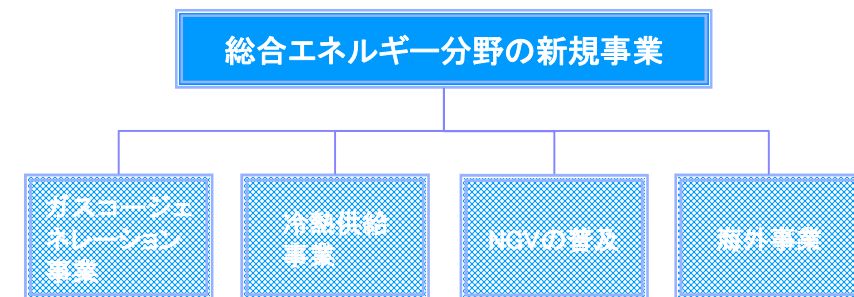 総合エネルギー分野の新規事業
ガスコージェ
ネレーション
事業
冷熱供給
事業
NGVの普及
海外事業